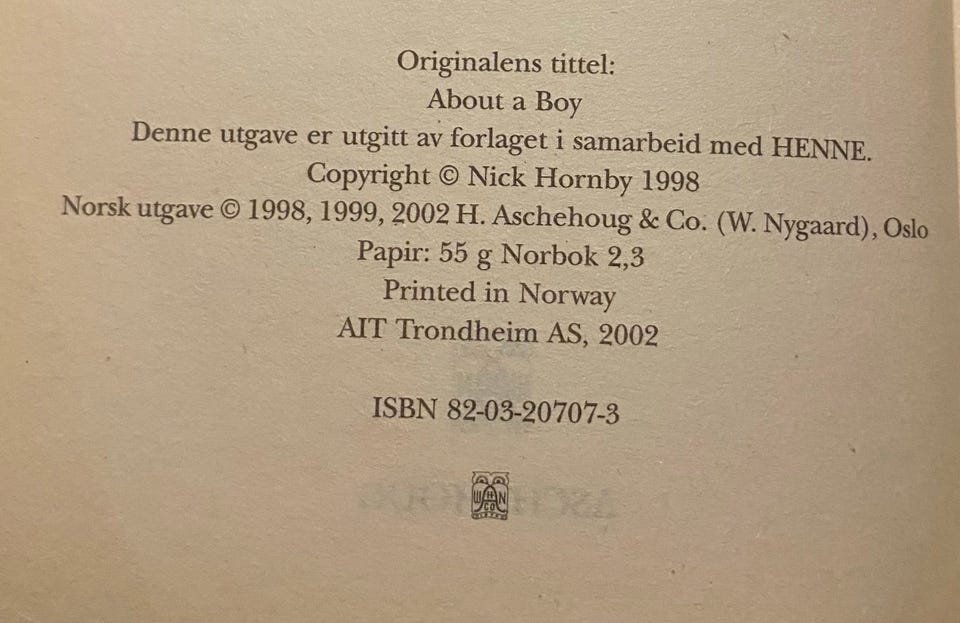 Originalens tittel:
About a Boy
Denne utgave er utgitt av forlaget i samarbeid med HENNE.
Copyright © Nick Hornby 1998
Norsk utgave © 1998, 1999, 2002 H. Aschehoug & Co. (W. Nygaard), Oslo
Papir: 55 g Norbok 2,3
Printed in Norway
AIT Trondheim AS, 2002
ISBN 82-03-20707-3